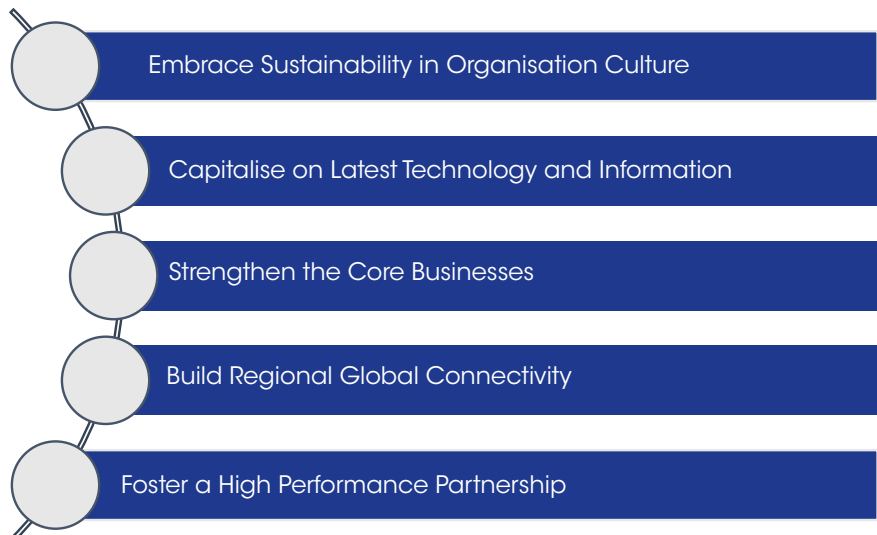 Embrace Sustainability in Organisation Culture
Capitalise on Latest Technology and Information
Strengthen the Core Businesses
Build Regional Global Connectivity
Foster a High Performance Partnership